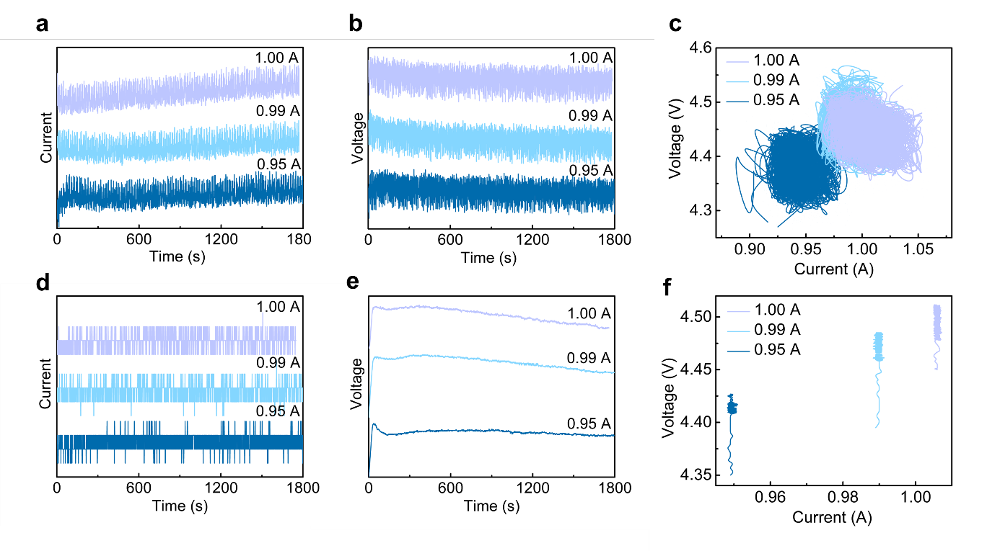 a
1.00 A
0.99 A
0.95 A
Current
0 600 1200 1800
Time (s)
b
1.00 A
0.99 A
0.95 A
Voltage
0 600 1200 1800
Time (s)
c
4.6
4.5
4.4
4.3
Voltage (V)
1.00 A
0.99 A
0.95 A
0.90 0.95 1.00 1.05
Current (A)
d
1.00 A
0.99 A
0.95 A
Current
0 600 1200 1800
Time (s)
e
1.00 A
0.99 A
0.95 A
Voltage
0 600 1200 1800
Time (s)
f
4.50
4.45
4.40
4.35
Voltage (V)
1.00 A
0.99 A
0.95 A
0.96 0.98 1.00
Current (A)